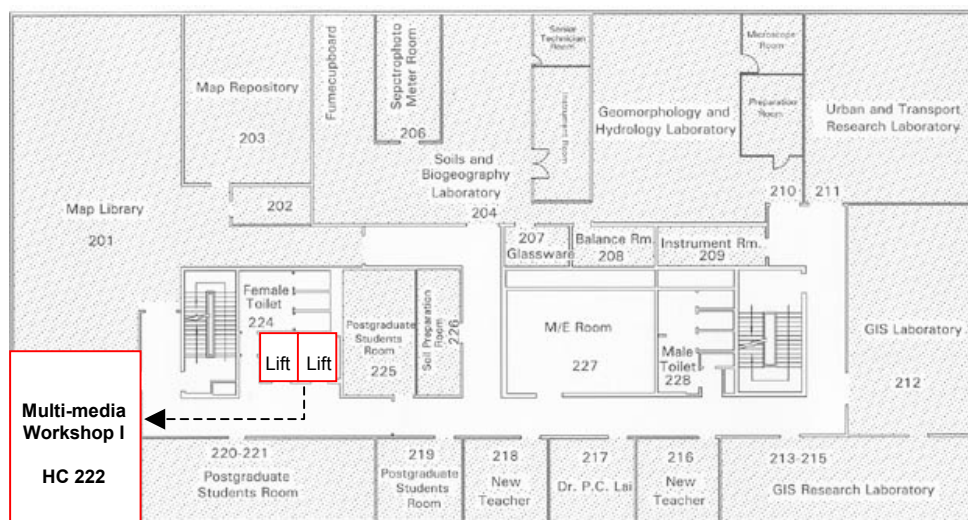 Map Repository
203
Fumecupboard
Sepctrophoto
Meter Room
206
Senior
Technician
Room
Instrument Room
Microscope
Room
Preparation
Room
Geomorphology and
Hydrology Laboratory
Urban and Transport
Research Laboratory
Soils and
Biogeography
Laboratory
204
202
Map Library
201
210
211
207
Glassware
Balance Rm.
208
Instrument Rm.
209
Female
Toilet
224
Lift
Lift
Postgraduate
Students
Room
225
Soil Preparation
Room
226
M/E Room
227
Male
Toilet
228
GIS Laboratory
212
Multi-media
Workshop I
HC 222
220-221
Postgraduate
Students Room
219
Postgraduate
Students
Room
218
New
Teacher
217
Dr. P.C. Lai
216
New
Teacher
213-215
GIS Research Laboratory